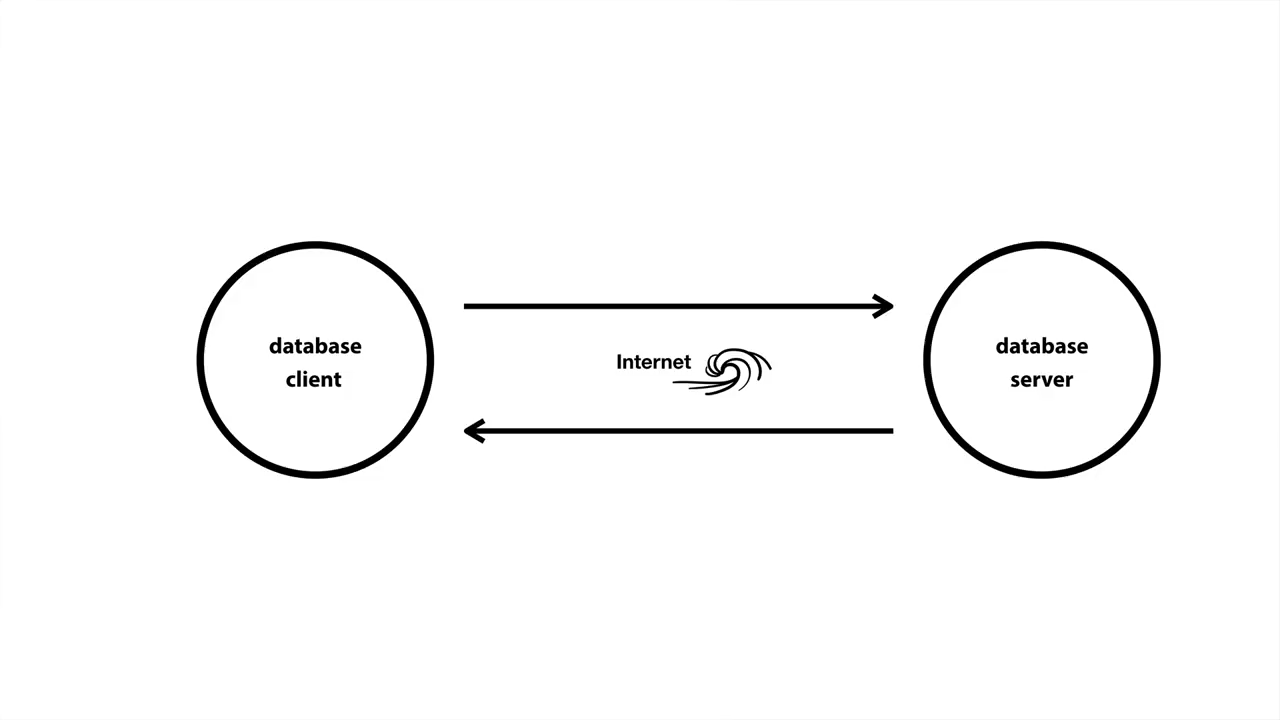 database
client
Internet
database
server